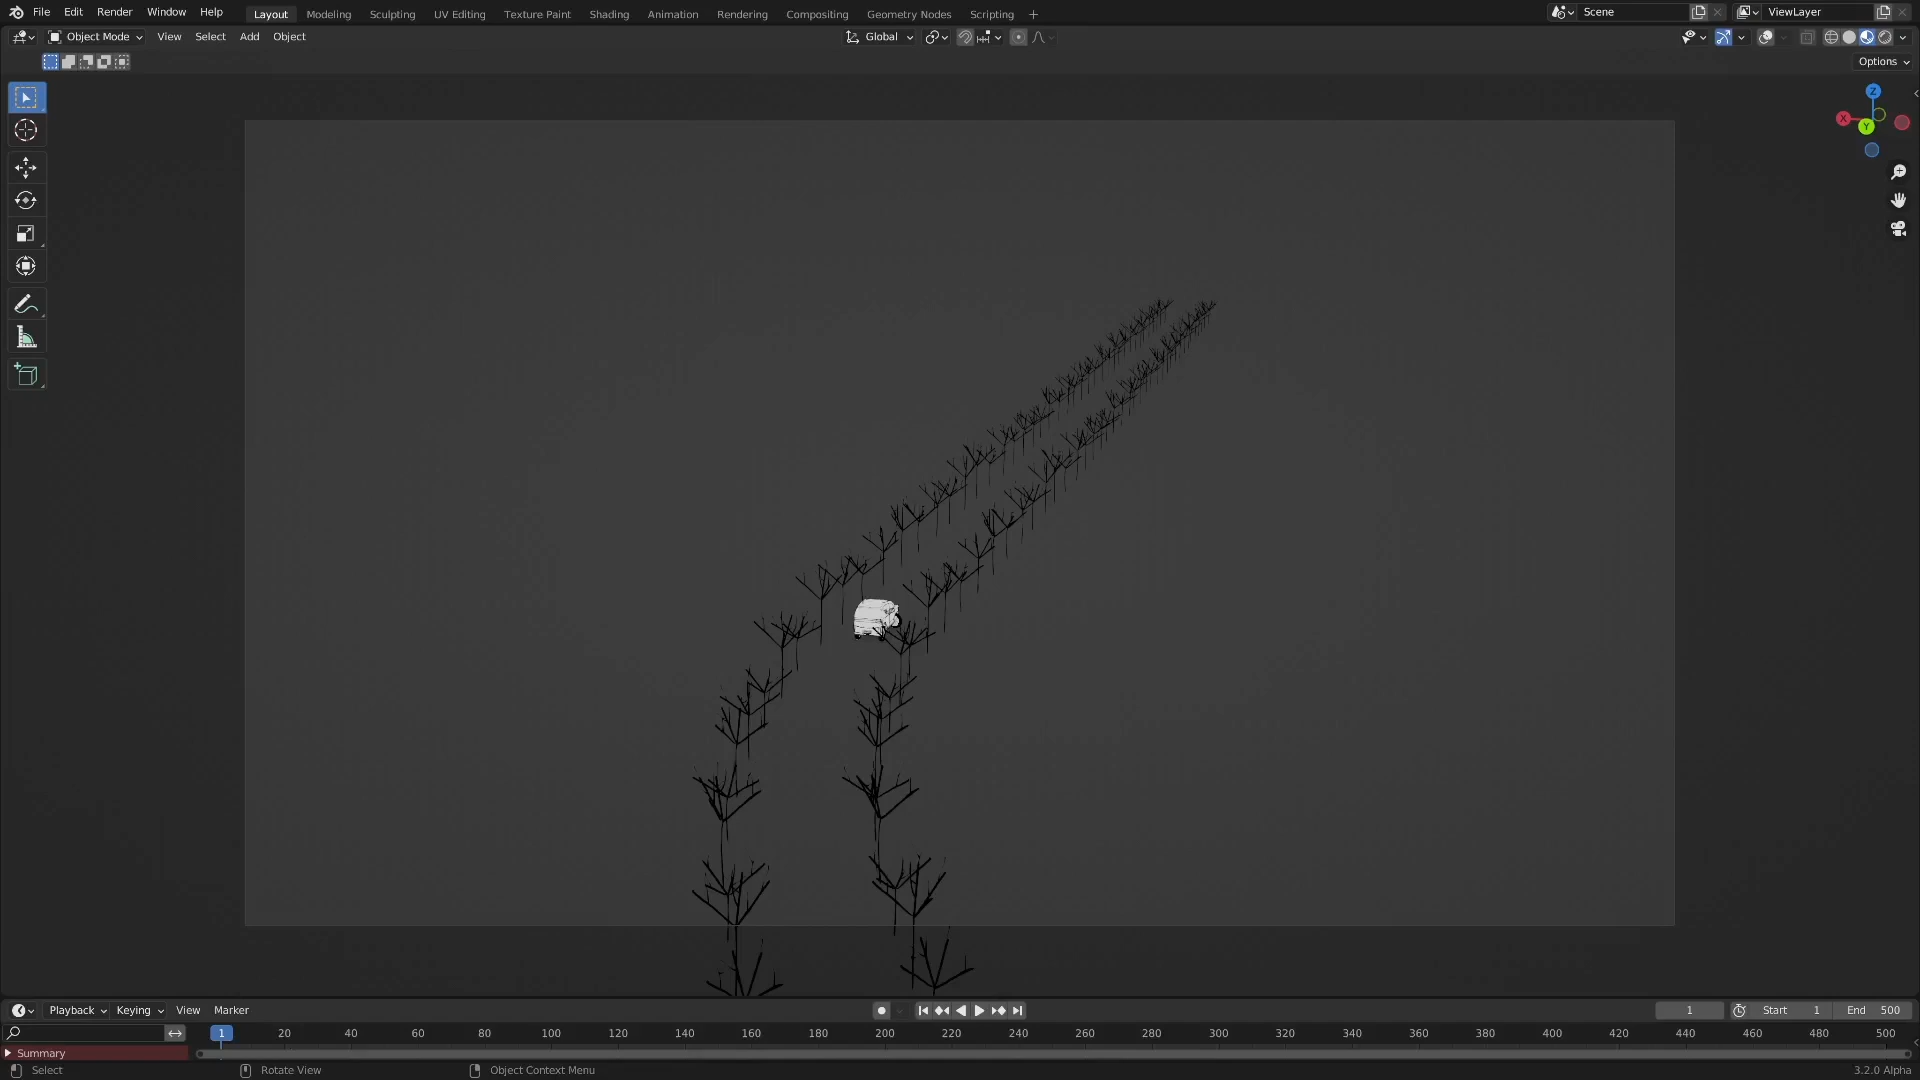 File Edit Render Window Help Layout Modeling Sculpting UV Editing Texture Paint Shading Animation Rendering Compositing Geometry Nodes Scripting + Scene ViewLayer
Object Mode View Select Add Object Global
Options
Z
X
Y
Playback Keying View Marker 1 Start 1 End 500
1 20 40 60 80 100 120 140 160 180 200 220 240 260 280 300 320 340 360 380 400 420 440 460 480 500
Summary
Select Rotate View Object Context Menu 3.2.0 Alpha